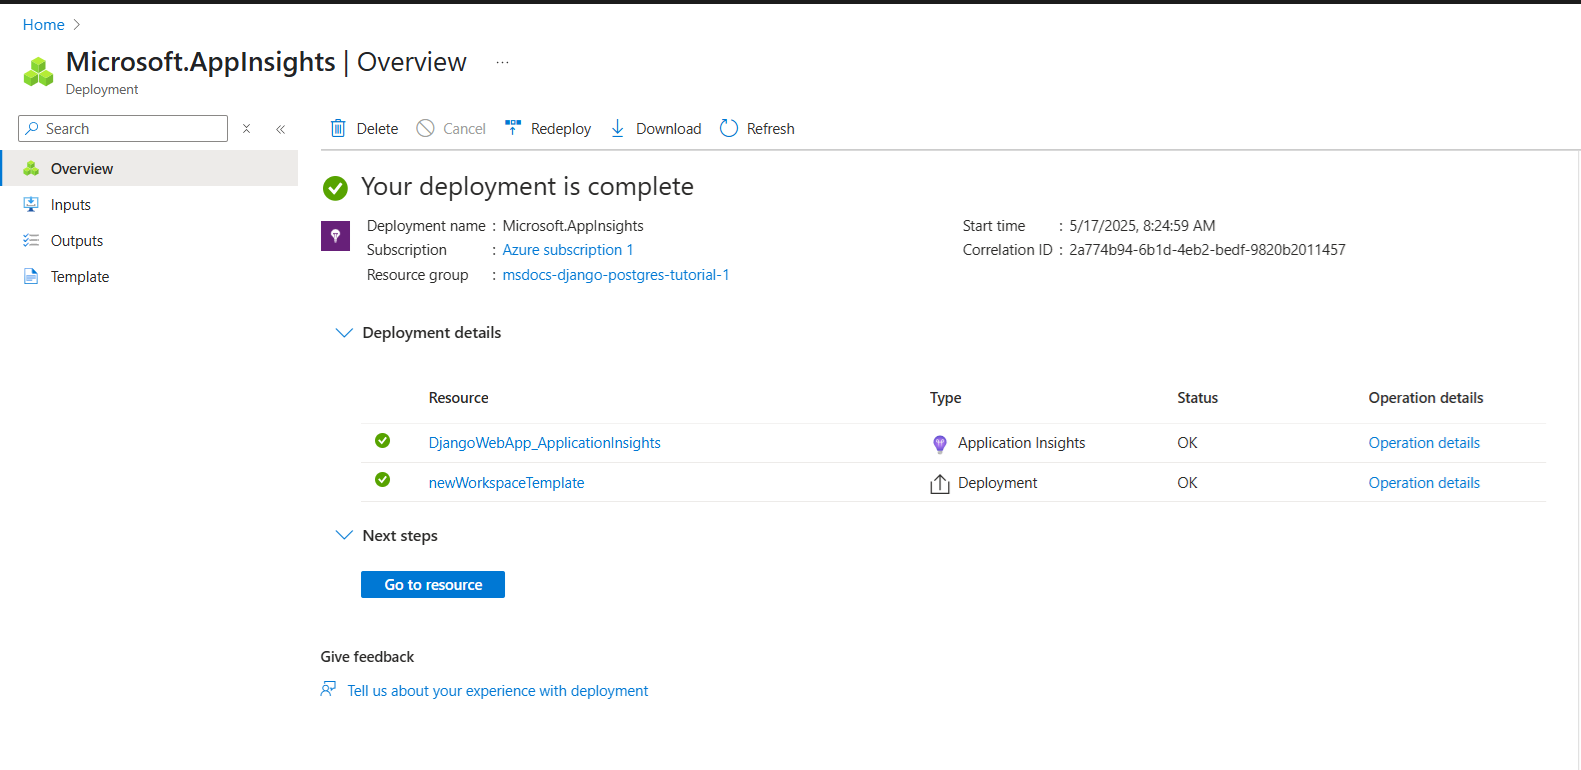 Home
Microsoft.AppInsights | Overview ...
Deployment
Search
Overview
Inputs
Outputs
Template
Delete Cancel Redeploy Download Refresh
Your deployment is complete
Deployment name : Microsoft.AppInsights
Subscription : Azure subscription 1
Resource group : msdocs-django-postgres-tutorial-1
Start time : 5/17/2025, 8:24:59 AM
Correlation ID : 2a774b94-6b1d-4eb2-bedf-9820b2011457
Deployment details
Resource Type Status Operation details
DjangoWebApp_ApplicationInsights Application Insights OK Operation details
newWorkspaceTemplate Deployment OK Operation details
Next steps
Go to resource
Give feedback
Tell us about your experience with deployment